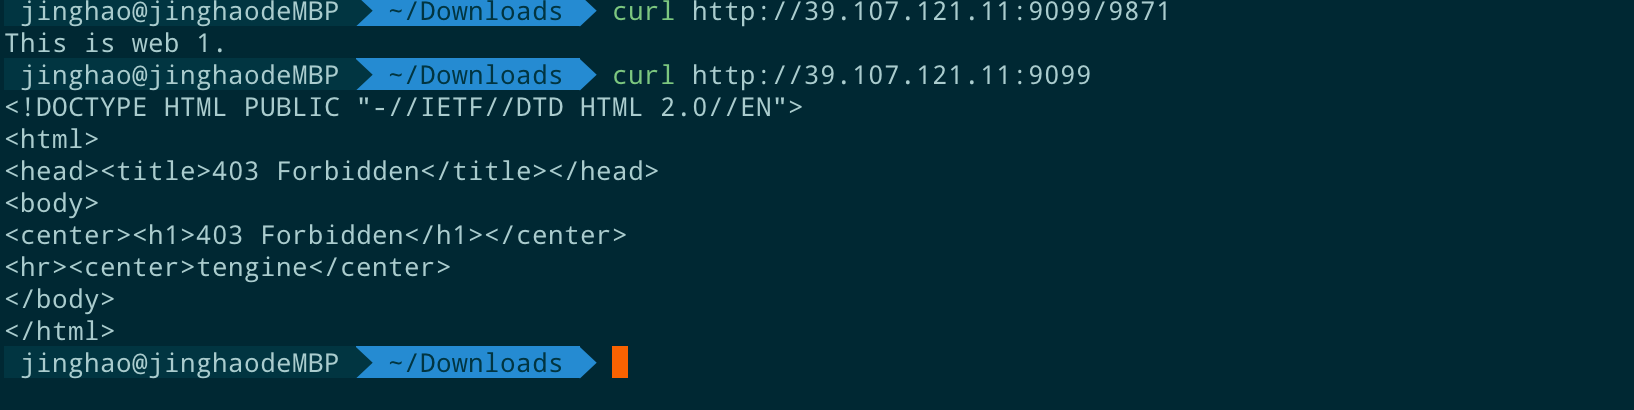 jinghao@jinghaodeMBP ~/Downloads curl http://39.107.121.11:9099/9871
This is web 1.
jinghao@jinghaodeMBP ~/Downloads curl http://39.107.121.11:9099
<!DOCTYPE HTML PUBLIC "-//IETF//DTD HTML 2.0//EN">
<html>
<head><title>403 Forbidden</title></head>
<body>
<center><h1>403 Forbidden</h1></center>
<hr><center>tengine</center>
</body>
</html>
jinghao@jinghaodeMBP ~/Downloads